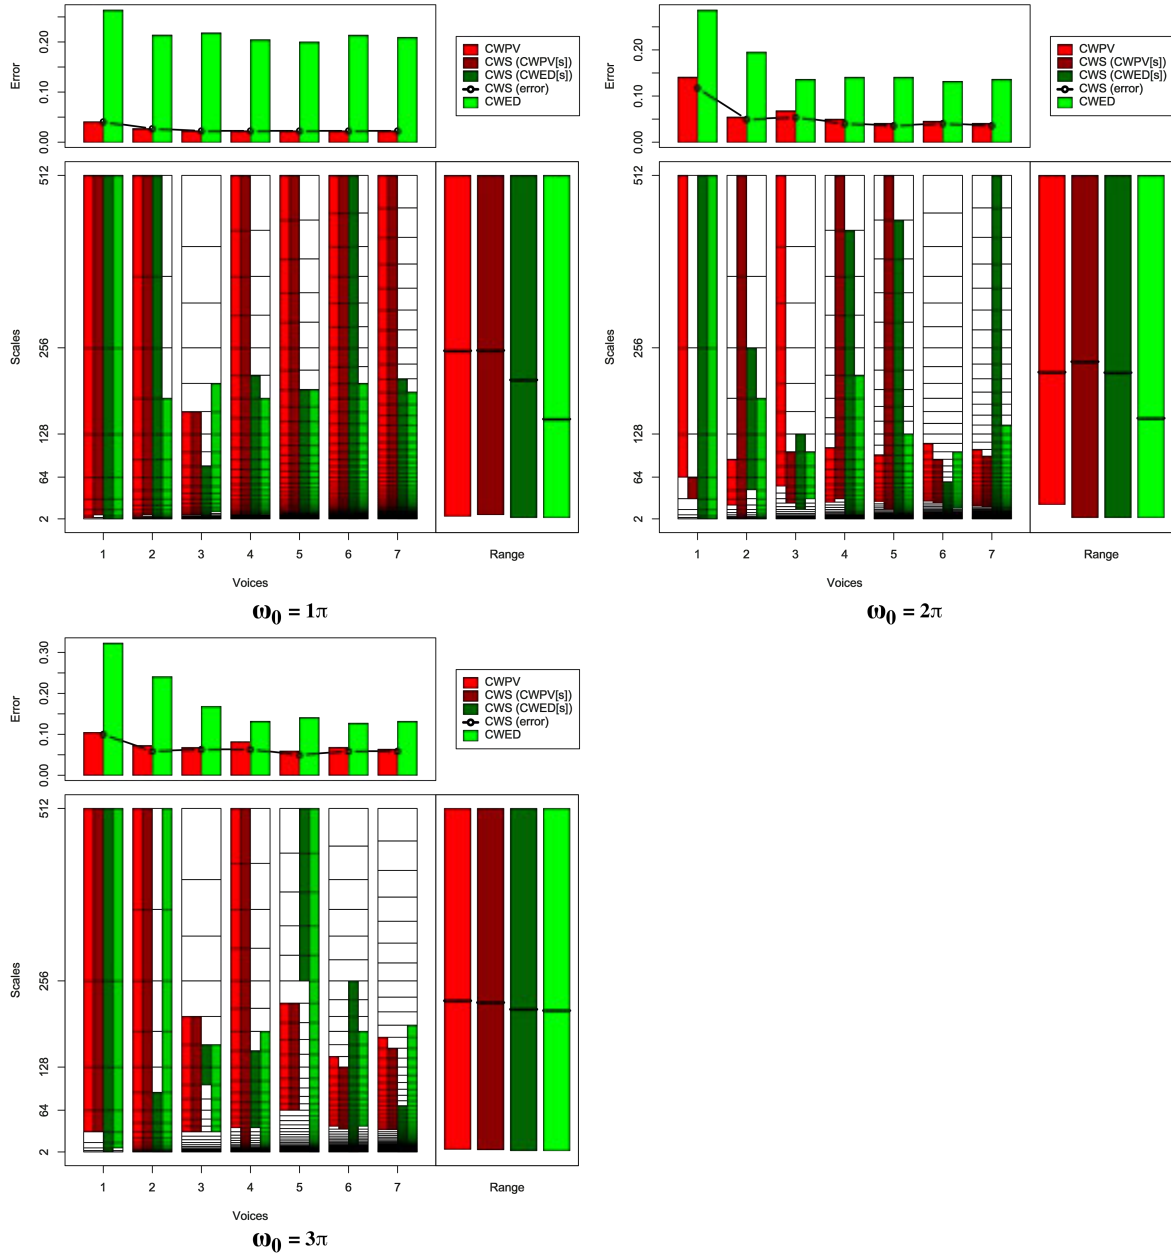 Error
0.00 0.10 0.20
CWPV
CWS (CWPV[s])
CWS (CWED[s])
CWS (error)
CWED
Scales
512
256
128
64
2
1 2 3 4 5 6 7
Range
Voices
ω0 = 1π
Error
0.00 0.10 0.20
CWPV
CWS (CWPV[s])
CWS (CWED[s])
CWS (error)
CWED
Scales
512
256
128
64
2
1 2 3 4 5 6 7
Range
Voices
ω0 = 2π
Error
0.00 0.10 0.20 0.30
CWPV
CWS (CWPV[s])
CWS (CWED[s])
CWS (error)
CWED
Scales
512
256
128
64
2
1 2 3 4 5 6 7
Range
Voices
ω0 = 3π